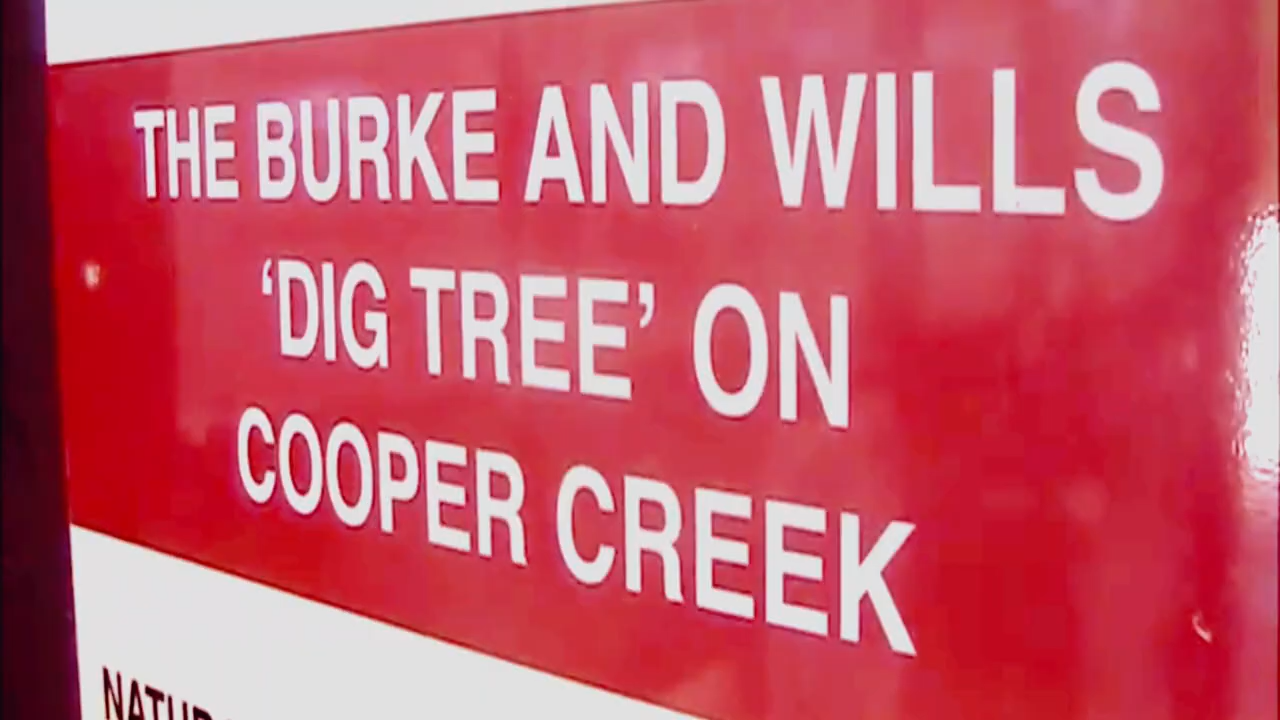 THE BURKE AND WILLS
‘DIG TREE’ ON
COOPER CREEK